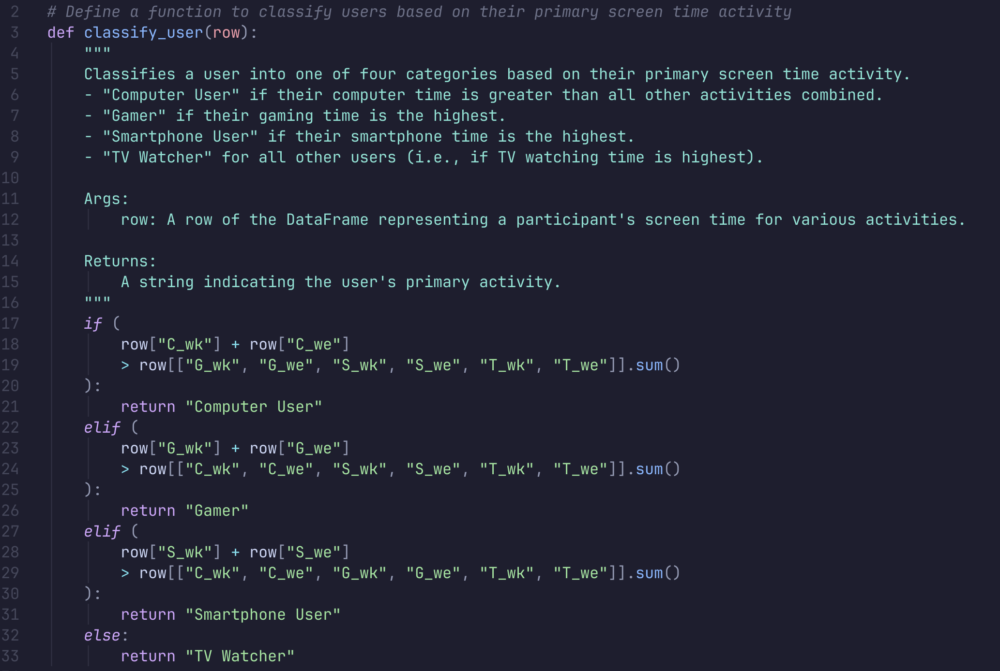 2 # Define a function to classify users based on their primary screen time activity
3 def classify_user(row):
4     """
5     Classifies a user into one of four categories based on their primary screen time activity.
6     - "Computer User" if their computer time is greater than all other activities combined.
7     - "Gamer" if their gaming time is the highest.
8     - "Smartphone User" if their smartphone time is the highest.
9     - "TV Watcher" for all other users (i.e., if TV watching time is highest).
10
11     Args:
12         row: A row of the DataFrame representing a participant's screen time for various activities.
13
14     Returns:
15         A string indicating the user's primary activity.
16     """
17     if (
18         row["C_wk"] + row["C_we"]
19         > row[["G_wk", "G_we", "S_wk", "S_we", "T_wk", "T_we"]].sum()
20     ):
21         return "Computer User"
22     elif (
23         row["G_wk"] + row["G_we"]
24         > row[["C_wk", "C_we", "S_wk", "S_we", "T_wk", "T_we"]].sum()
25     ):
26         return "Gamer"
27     elif (
28         row["S_wk"] + row["S_we"]
29         > row[["C_wk", "C_we", "G_wk", "G_we", "T_wk", "T_we"]].sum()
30     ):
31         return "Smartphone User"
32     else:
33         return "TV Watcher"